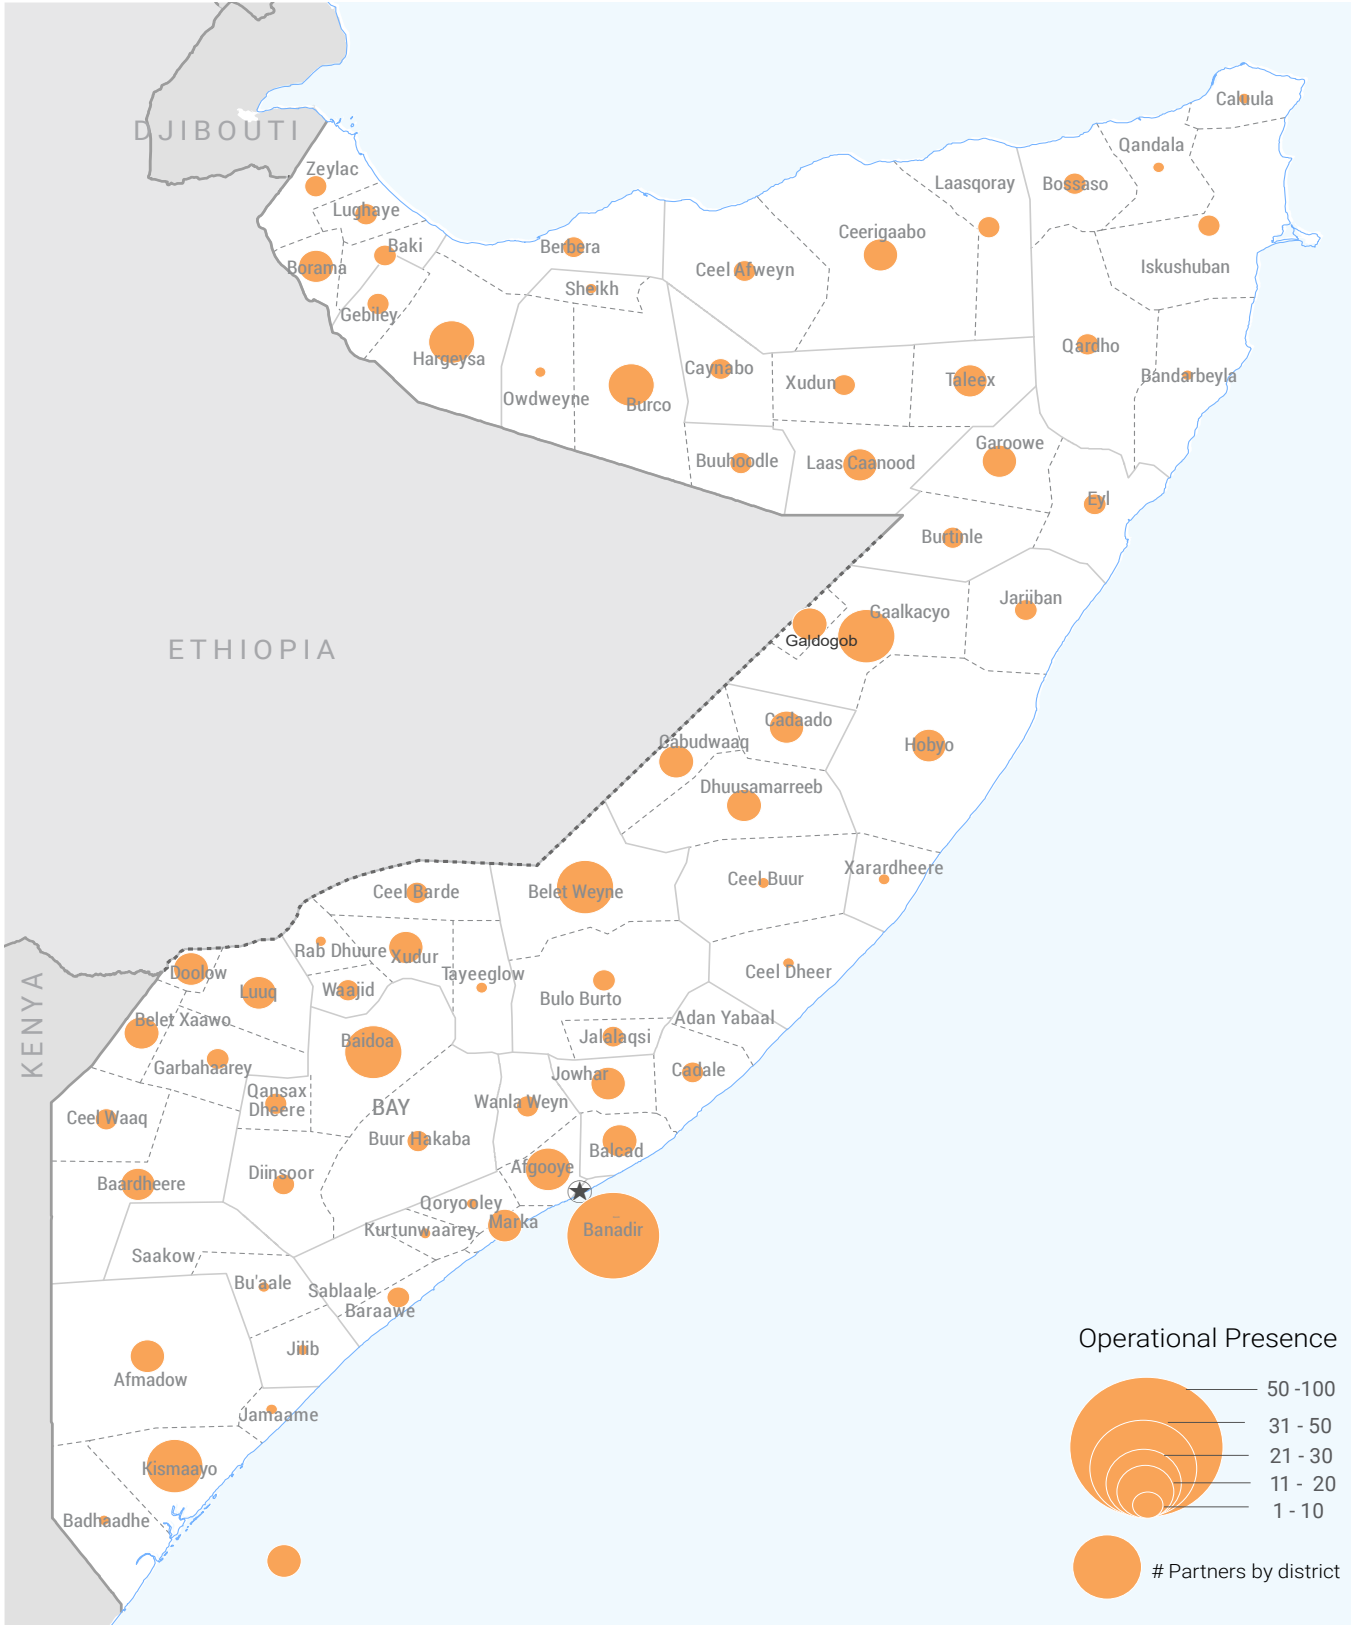 Caluula
DJIBOUTI
Qandala
Zeylac
Laasqoray
Bossaso
Lughaye
Ceerigaabo
Baki
Berbera
Borama
Ceel Afweyn
Iskushuban
Sheikh
Gebiley
Qardho
Hargeysa
Caynabo
Bandarbeyla
Xudun
Taleex
Owdweyne
Burco
Garoowe
Buuhoodle
Laas Caanood
Eyl
Burtinle
Jariiban
Gaalkacyo
Galdogob
ETHIOPIA
Cadaado
Cabudwaaq
Hobyo
Dhuusamarreeb
Xarardheere
Ceel Buur
Ceel Barde
Belet Weyne
Rab Dhuure
Xudur
Doolow
Tayeeglow
Ceel Dheer
Luuq
Waajid
Bulo Burto
KENYA
Belet Xaawo
Adan Yabaal
Jalalaqsi
Baidoa
Garbahaarey
Jowhar
Cadale
Qansax
Dheere
BAY
Wanla Weyn
Ceel Waaq
Buur Hakaba
Balcad
Afgooye
Diinsoor
Baardheere
Qoryooley
Marka
Kurtunwaarey
Banadir
Saakow
Bu'aale
Sablaale
Baraawe
Jilib
Afmadow
Jamaame
Kismaayo
Badhaadhe
Operational Presence
50 -100
31 - 50
21 - 30
11 - 20
1 - 10
# Partners by district